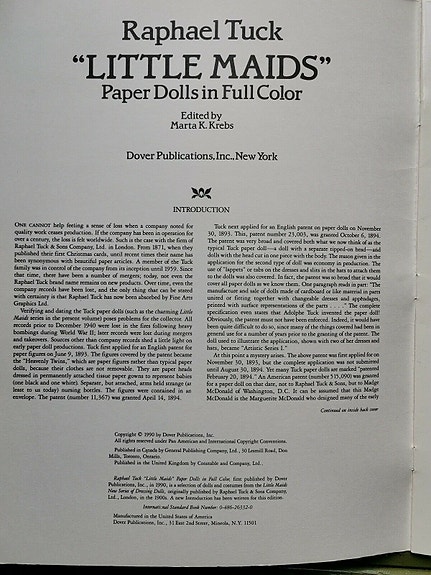 Raphael Tuck
"LITTLE MAIDS"
Paper Dolls in Full Color
Edited by
Marta K. Krebs
Dover Publications, Inc., New York
INTRODUCTION
ONE CANNOT help feeling a sense of loss when a company noted for
quality work ceases production. If the company has been in operation for
over a century, the loss is felt worldwide. Such is the case with the firm of
Raphael Tuck & Sons Company, Ltd. in London. From 1871, when they
published their first Christmas cards, until recent times their name has
been synonymous with beautiful paper articles. A member of the Tuck
family was in control of the company from its inception until 1959. Since
that time, there have been a number of mergers; today, not even the
Raphael Tuck brand name remains on new products. Over time, even the
company records have been lost, and the only thing that can be stated
with certainty is that Raphael Tuck has now been absorbed by Fine Arts
Graphics Ltd.
Verifying and dating the Tuck paper dolls (such as the charming Little
Maids series in the present volume) poses problems for the collector. All
records prior to December 1940 were lost in the fires following heavy
bombings during World War II; later records were lost during mergers
and takeovers. Sources other than company records shed a little light on
early paper doll productions. Tuck first applied for an English patent for
paper figures on June 9, 1893. The figures covered by the patent became
the "Heavenly Twins," which are paper figures rather than typical paper
dolls, because their clothes are not removable. They are paper heads
dressed in permanently attached tissue paper gowns to represent babies
(one black and one white). Separate, but attached, arms held strange (at
least to us today) nursing bottles. The figures were contained in an
envelope. The patent (number 11,367) was granted April 14, 1894.
Tuck next applied for an English patent on paper dolls on November
30, 1893. This, patent number 23,003, was granted October 6, 1894.
The patent was very broad and covered both what we now think of as the
typical Tuck paper doll—a doll with a separate tipped-on head—and
dolls with the head cut in one piece with the body. The reason given in
the application for the second type of doll was economy in production. The
use of "lappets" or tabs on the dresses and slits in the hats to attach them
to the dolls was also covered. In fact, the patent was so broad that it would
cover all paper dolls as we know them. One paragraph reads in part: "The
manufacture and sale of dolls made of cardboard or like material in parts
united or fitting together with changeable dresses and appendages,
printed with surface representations of the parts . . . ." The complete
specification even states that Adolphe Tuck invented the paper doll!
Obviously, the patent must not have been enforced. Indeed, it would have
been quite difficult to do so, since many of the things covered had been in
general use for a number of years prior to the granting of the patent. The
doll used to illustrate the application, shown with two of her dresses and
hats, became "Artistic Series I."
At this point a mystery arises. The above patent was first applied for on
November 30, 1893, but the complete application was not submitted
until August 30, 1894. Yet many Tuck paper dolls are marked "patented
February 20, 1894." An American patent (number 515,090) was granted
for a paper doll on that date, not to Raphael Tuck & Sons, but to Madge
McDonald of Washington, D. C. It can be assumed that this Madge
McDonald is the Marguerite McDonald who designed many of the early
Continued on inside back cover
Copyright © 1990 by Dover Publications, Inc.
All rights reserved under Pan American and International Copyright Conventions.
Published in Canada by General Publishing Company, Ltd., 30 Lesmill Road, Don
Mills, Toronto, Ontario.
Published in the United Kingdom by Constable and Company, Ltd.
Raphael Tuck "Little Maids" Paper Dolls in Full Color, first published by Dover
Publications, Inc., in 1990, is a selection of dolls and costumes from the Little Maids
New Series of Dressing Dolls, originally published by Raphael Tuck & Sons Company,
Ltd., London, in the 1900s. A new Introduction has been written for this edition.
International Standard Book Number: 0-486-26332-0
Manufactured in the United States of America
Dover Publications, Inc., 31 East 2nd Street, Mineola, N.Y. 11501